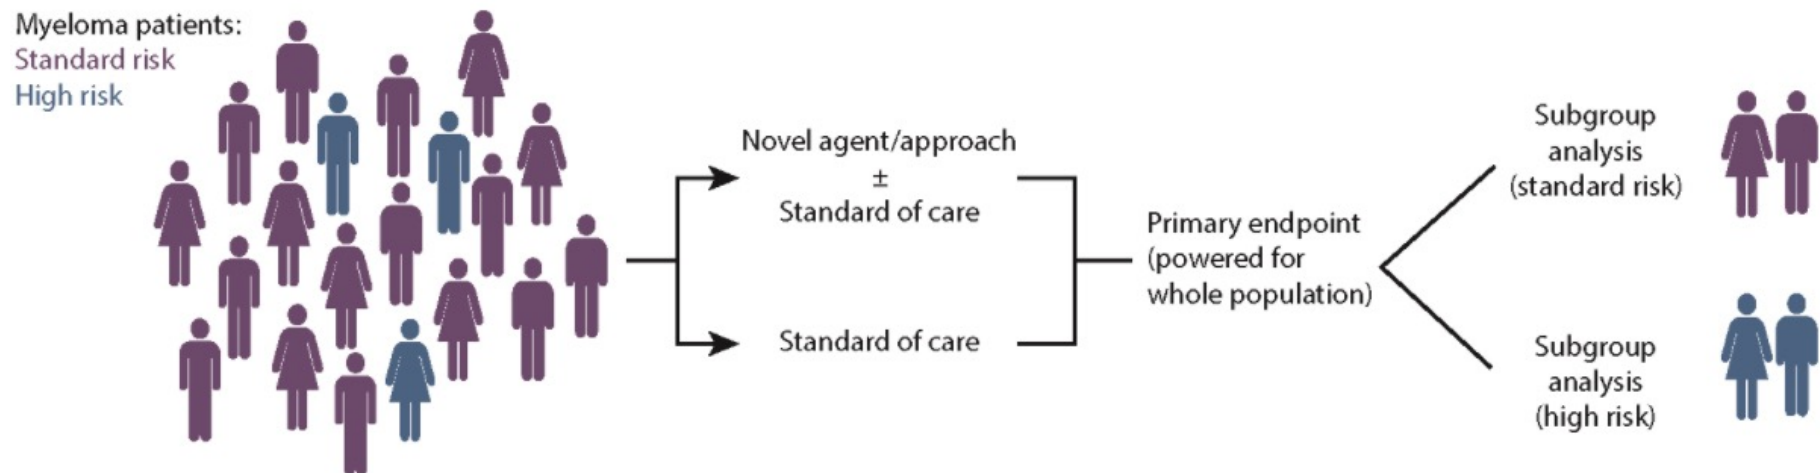 Myeloma patients:
Standard risk
High risk
Novel agent/approach
±
Standard of care
Standard of care
Primary endpoint
(powered for
whole population)
Subgroup
analysis
(standard risk)
Subgroup
analysis
(high risk)